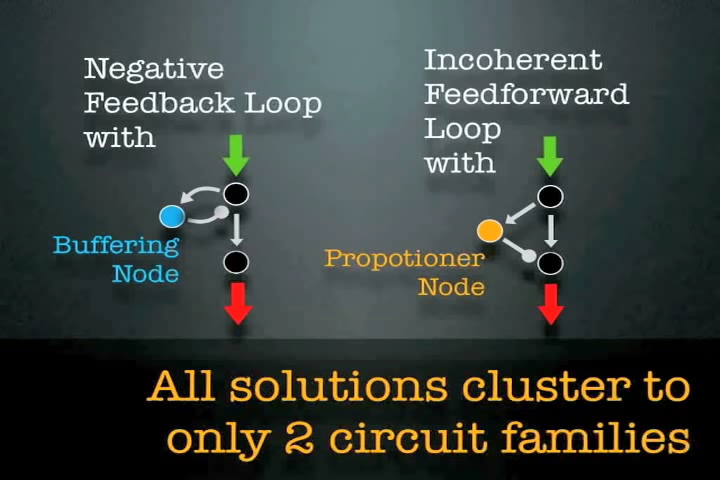 Negative
Feedback Loop
with
Buffering
Node
Incoherent
Feedforward
Loop
with
Propotioner
Node
All solutions cluster to
only 2 circuit families